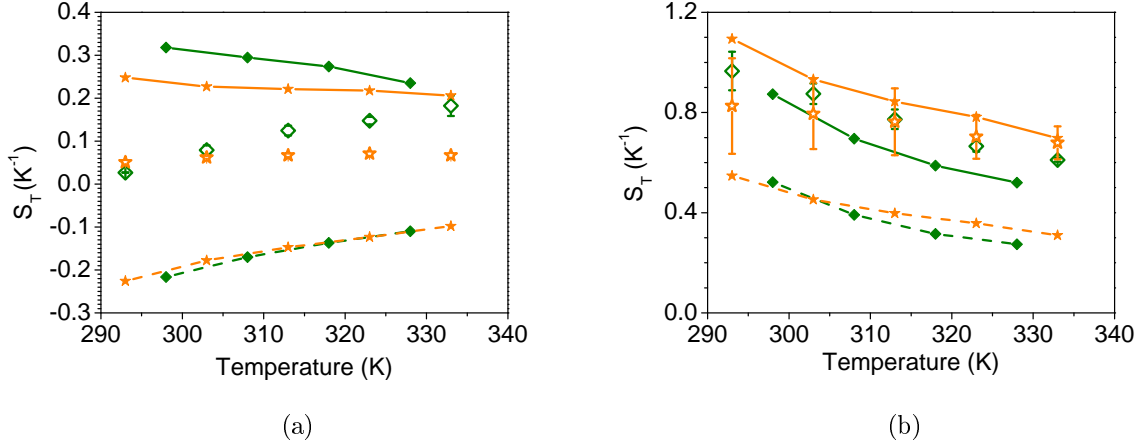 0.4
0.3
0.2
0.1
0.0
-0.1
-0.2
-0.3
S_T (K^-1)
290 300 310 320 330 340
Temperature (K)
(a)
1.2
0.8
0.4
0.0
S_T (K^-1)
290 300 310 320 330 340
Temperature (K)
(b)